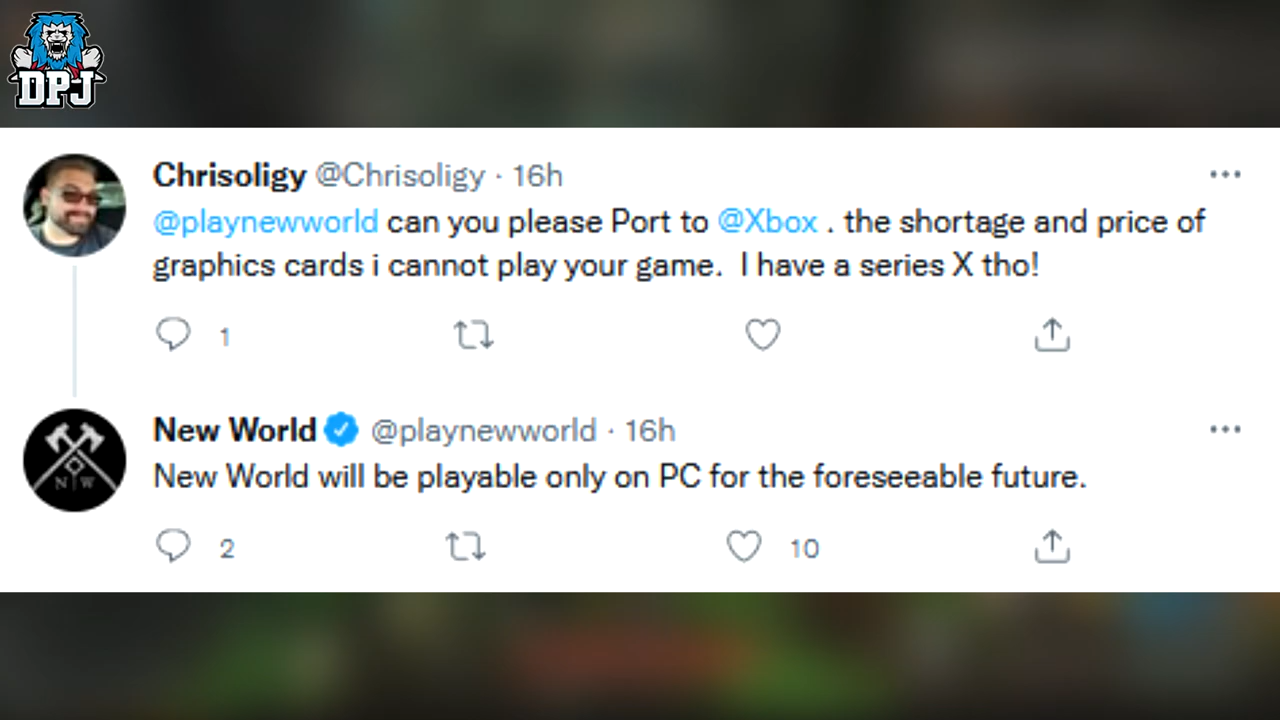 DPJ
Chrisoligy @Chrisoligy · 16h
@playnewworld can you please Port to @Xbox . the shortage and price of
graphics cards i cannot play your game.  I have a series X tho!
1
New World @playnewworld · 16h
N W
New World will be playable only on PC for the foreseeable future.
2 10